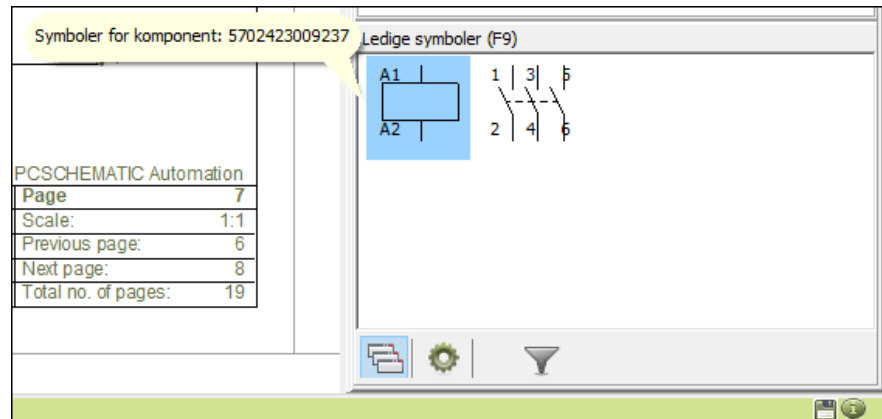 Symboler for komponent: 5702423009237
Ledige symboler (F9)
A1 1 3 5
A2 2 4 6
PCSCHEMATIC Automation
Page 7
Scale: 1:1
Previous page: 6
Next page: 8
Total no. of pages: 19